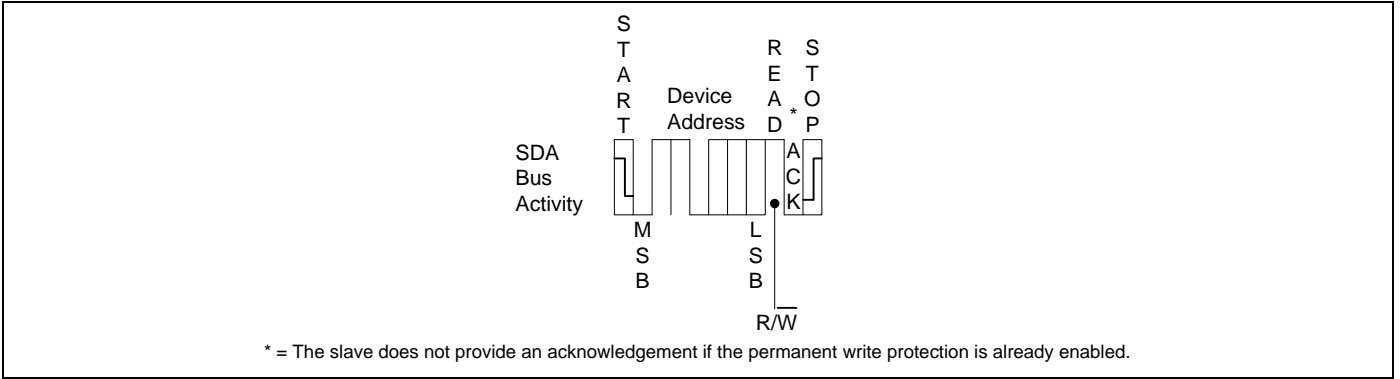 START
READ
STOP
Device
Address
*
SDA
Bus
Activity
ACK
MSB
LSB
R/W̅
* = The slave does not provide an acknowledgement if the permanent write protection is already enabled.